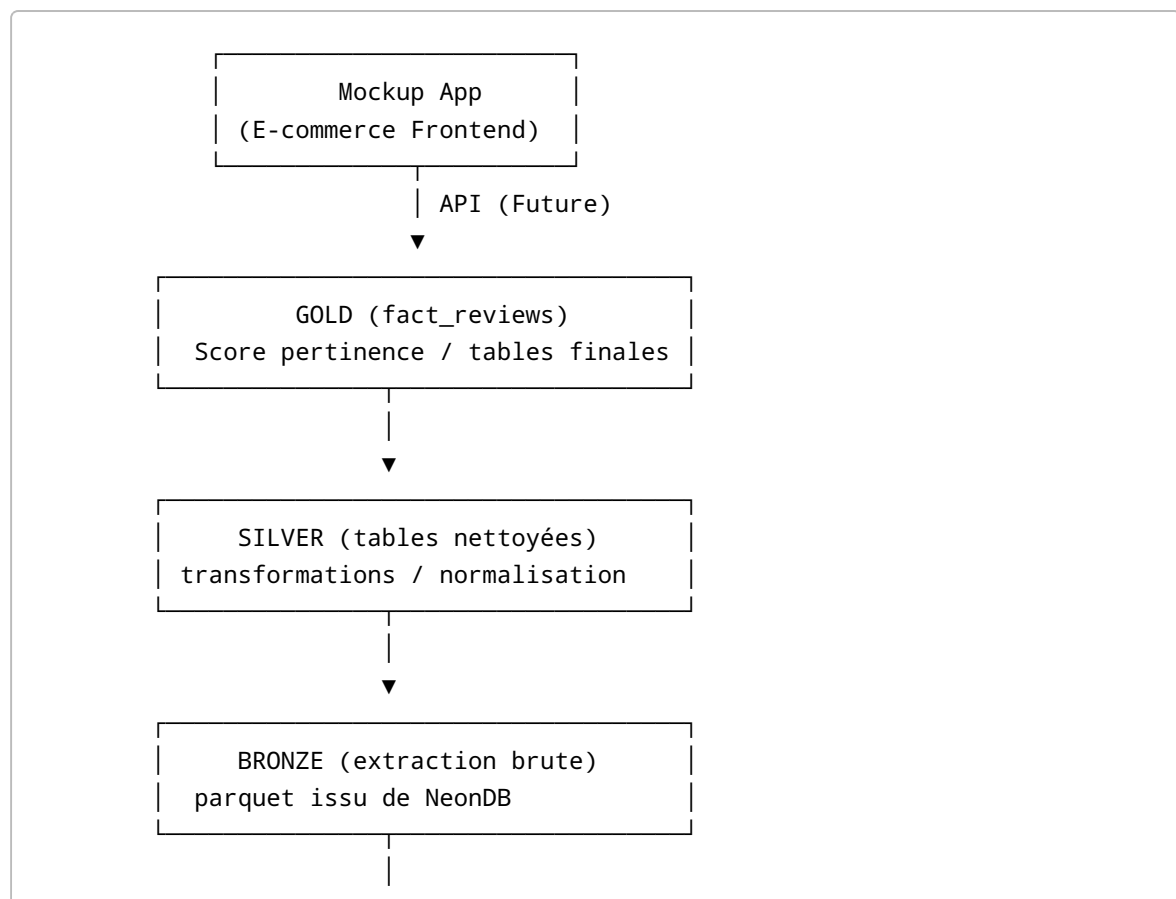 Mockup App
(E-commerce Frontend)
API (Future)
GOLD (fact_reviews)
Score pertinence / tables finales
SILVER (tables nettoyées)
transformations / normalisation
BRONZE (extraction brute)
parquet issu de NeonDB